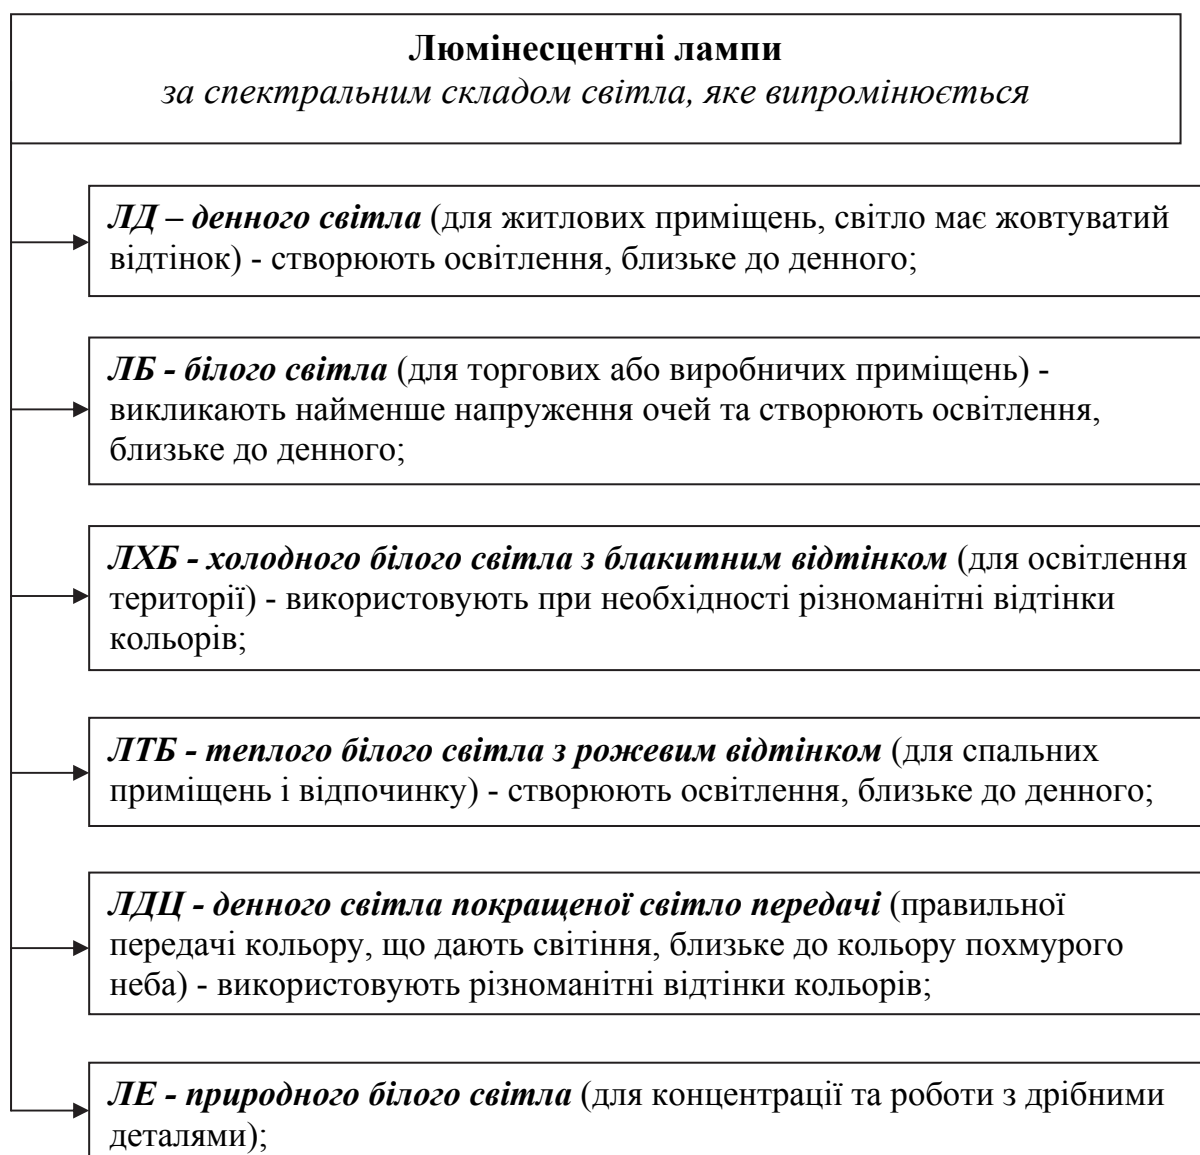 Люмінесцентні лампи
за спектральним складом світла, яке випромінюється
ЛД – денного світла (для житлових приміщень, світло має жовтуватий
відтінок) - створюють освітлення, близьке до денного;
ЛБ - білого світла (для торгових або виробничих приміщень) -
викликають найменше напруження очей та створюють освітлення,
близьке до денного;
ЛХБ - холодного білого світла з блакитним відтінком (для освітлення
території) - використовують при необхідності різноманітні відтінки
кольорів;
ЛТБ - теплого білого світла з рожевим відтінком (для спальних
приміщень і відпочинку) - створюють освітлення, близьке до денного;
ЛДЦ - денного світла покращеної світло передачі (правильної
передачі кольору, що дають світіння, близьке до кольору похмурого
неба) - використовують різноманітні відтінки кольорів;
ЛЕ - природного білого світла (для концентрації та роботи з дрібними
деталями);